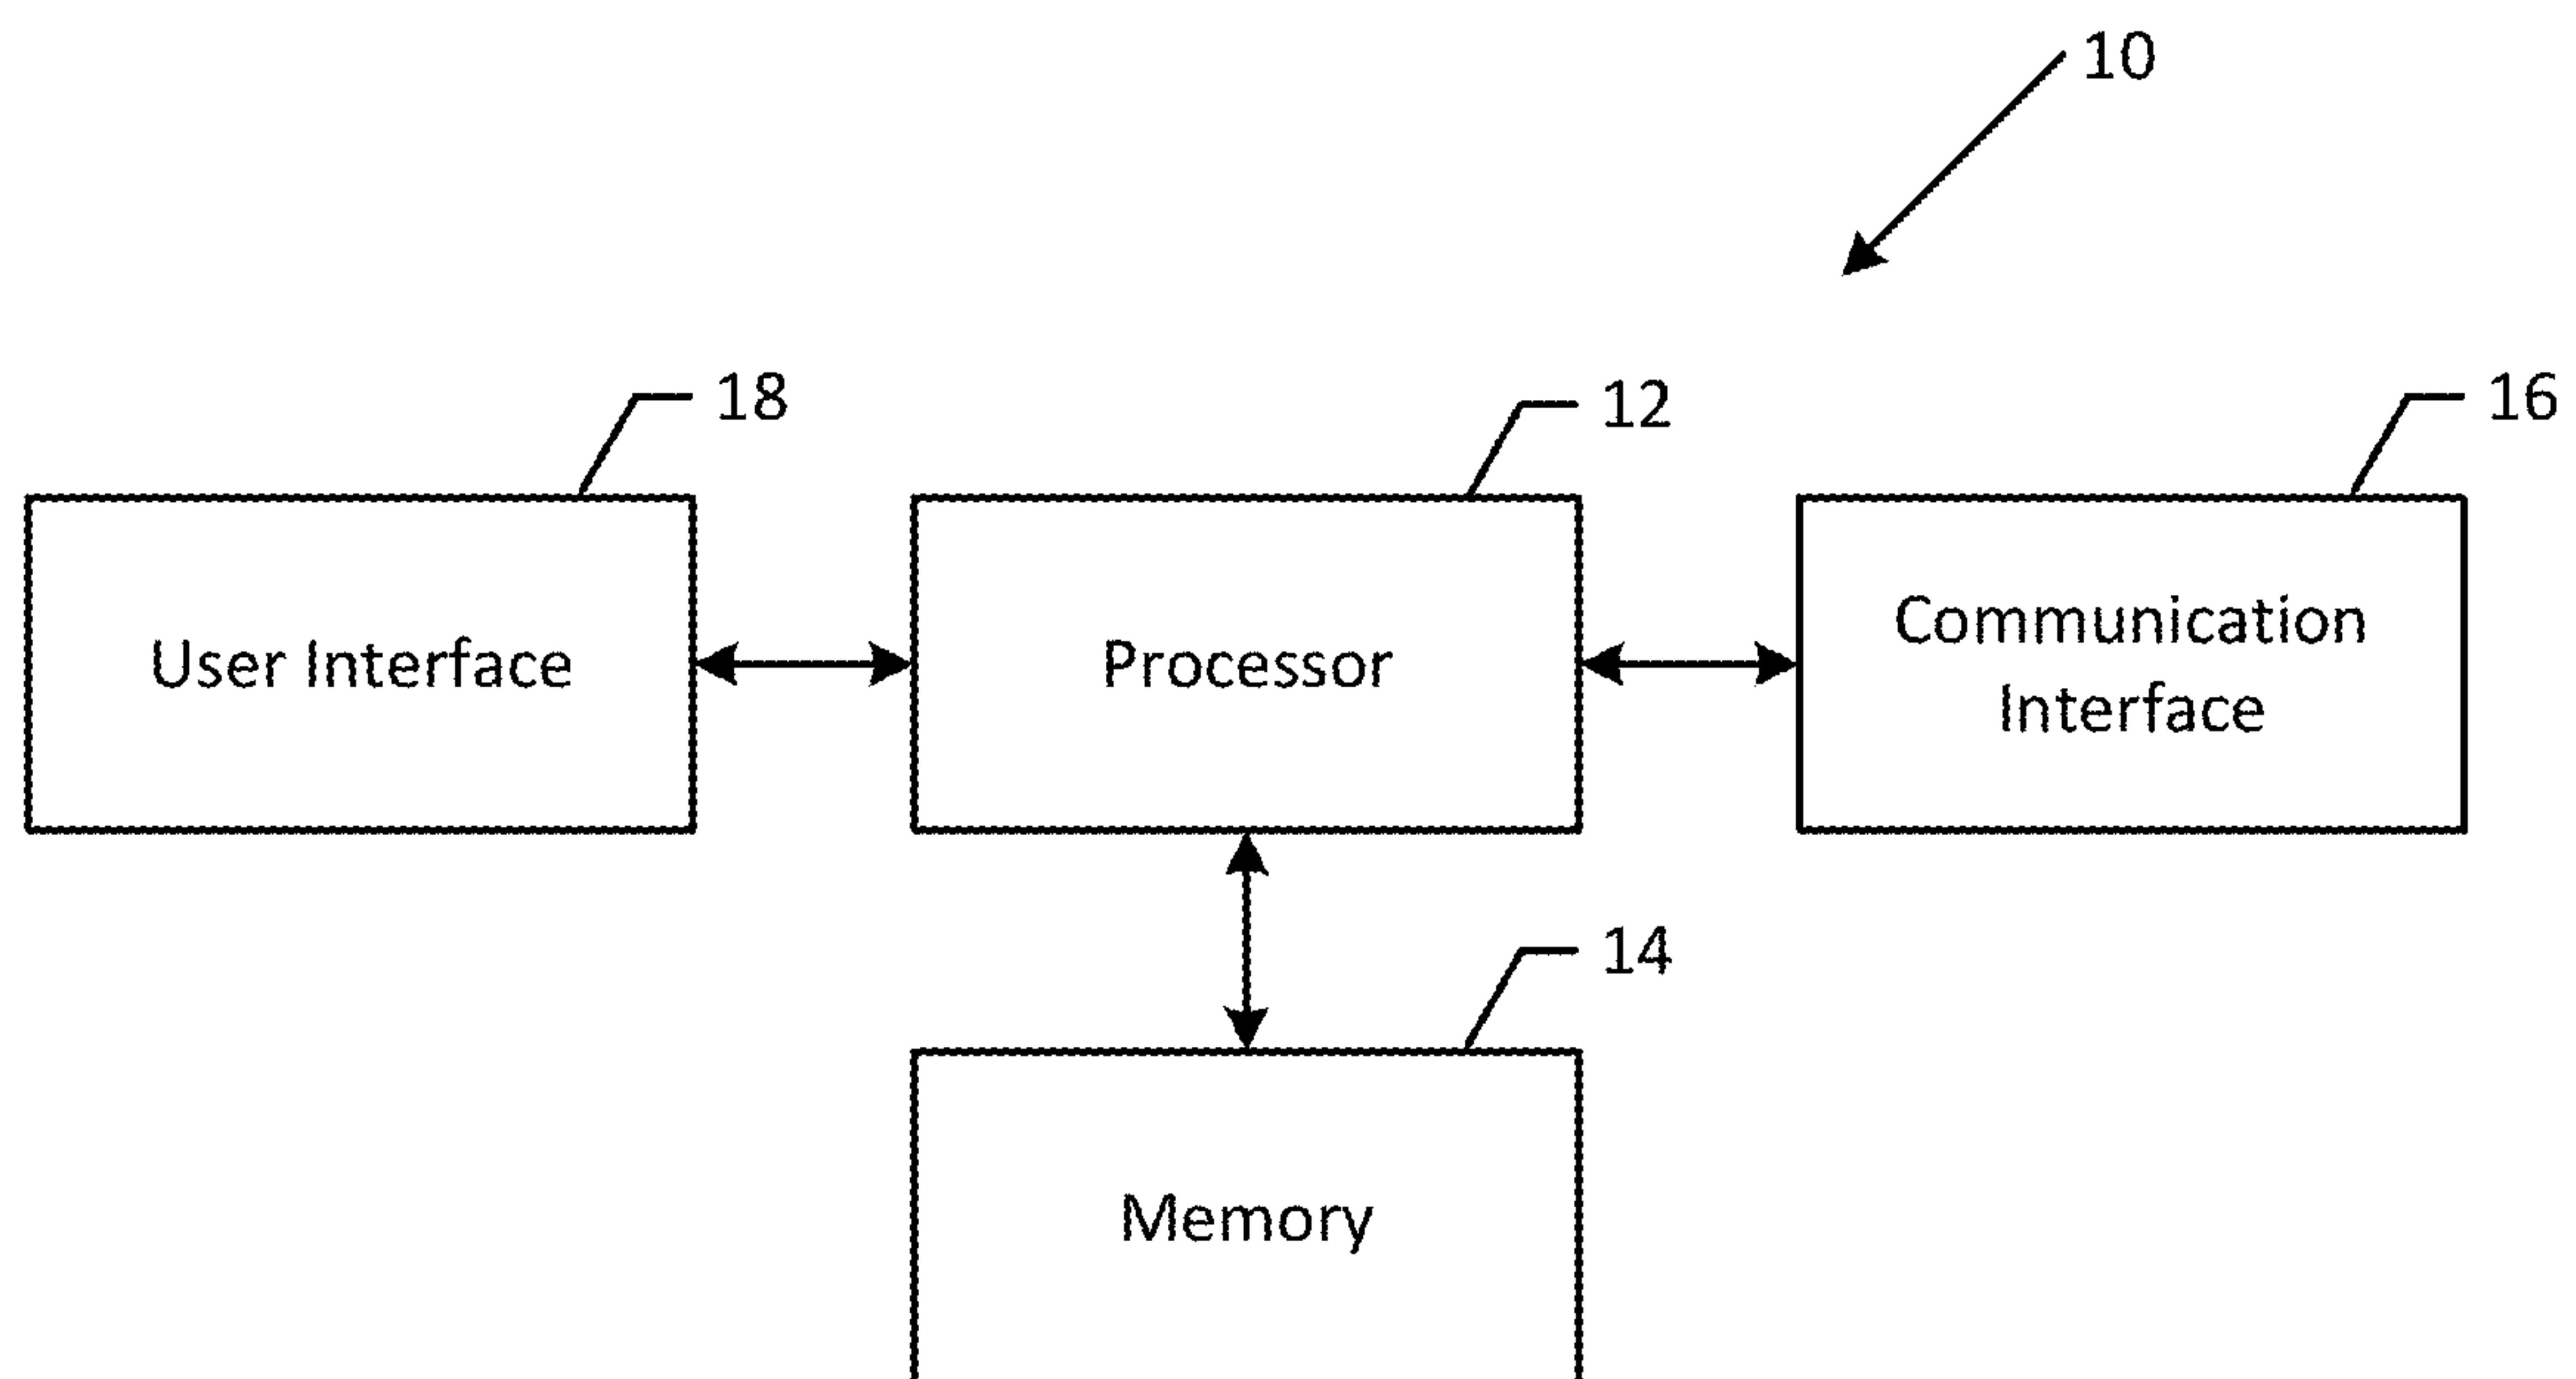 10
18
12
16
User Interface
Processor
Communication
Interface
14
Memory